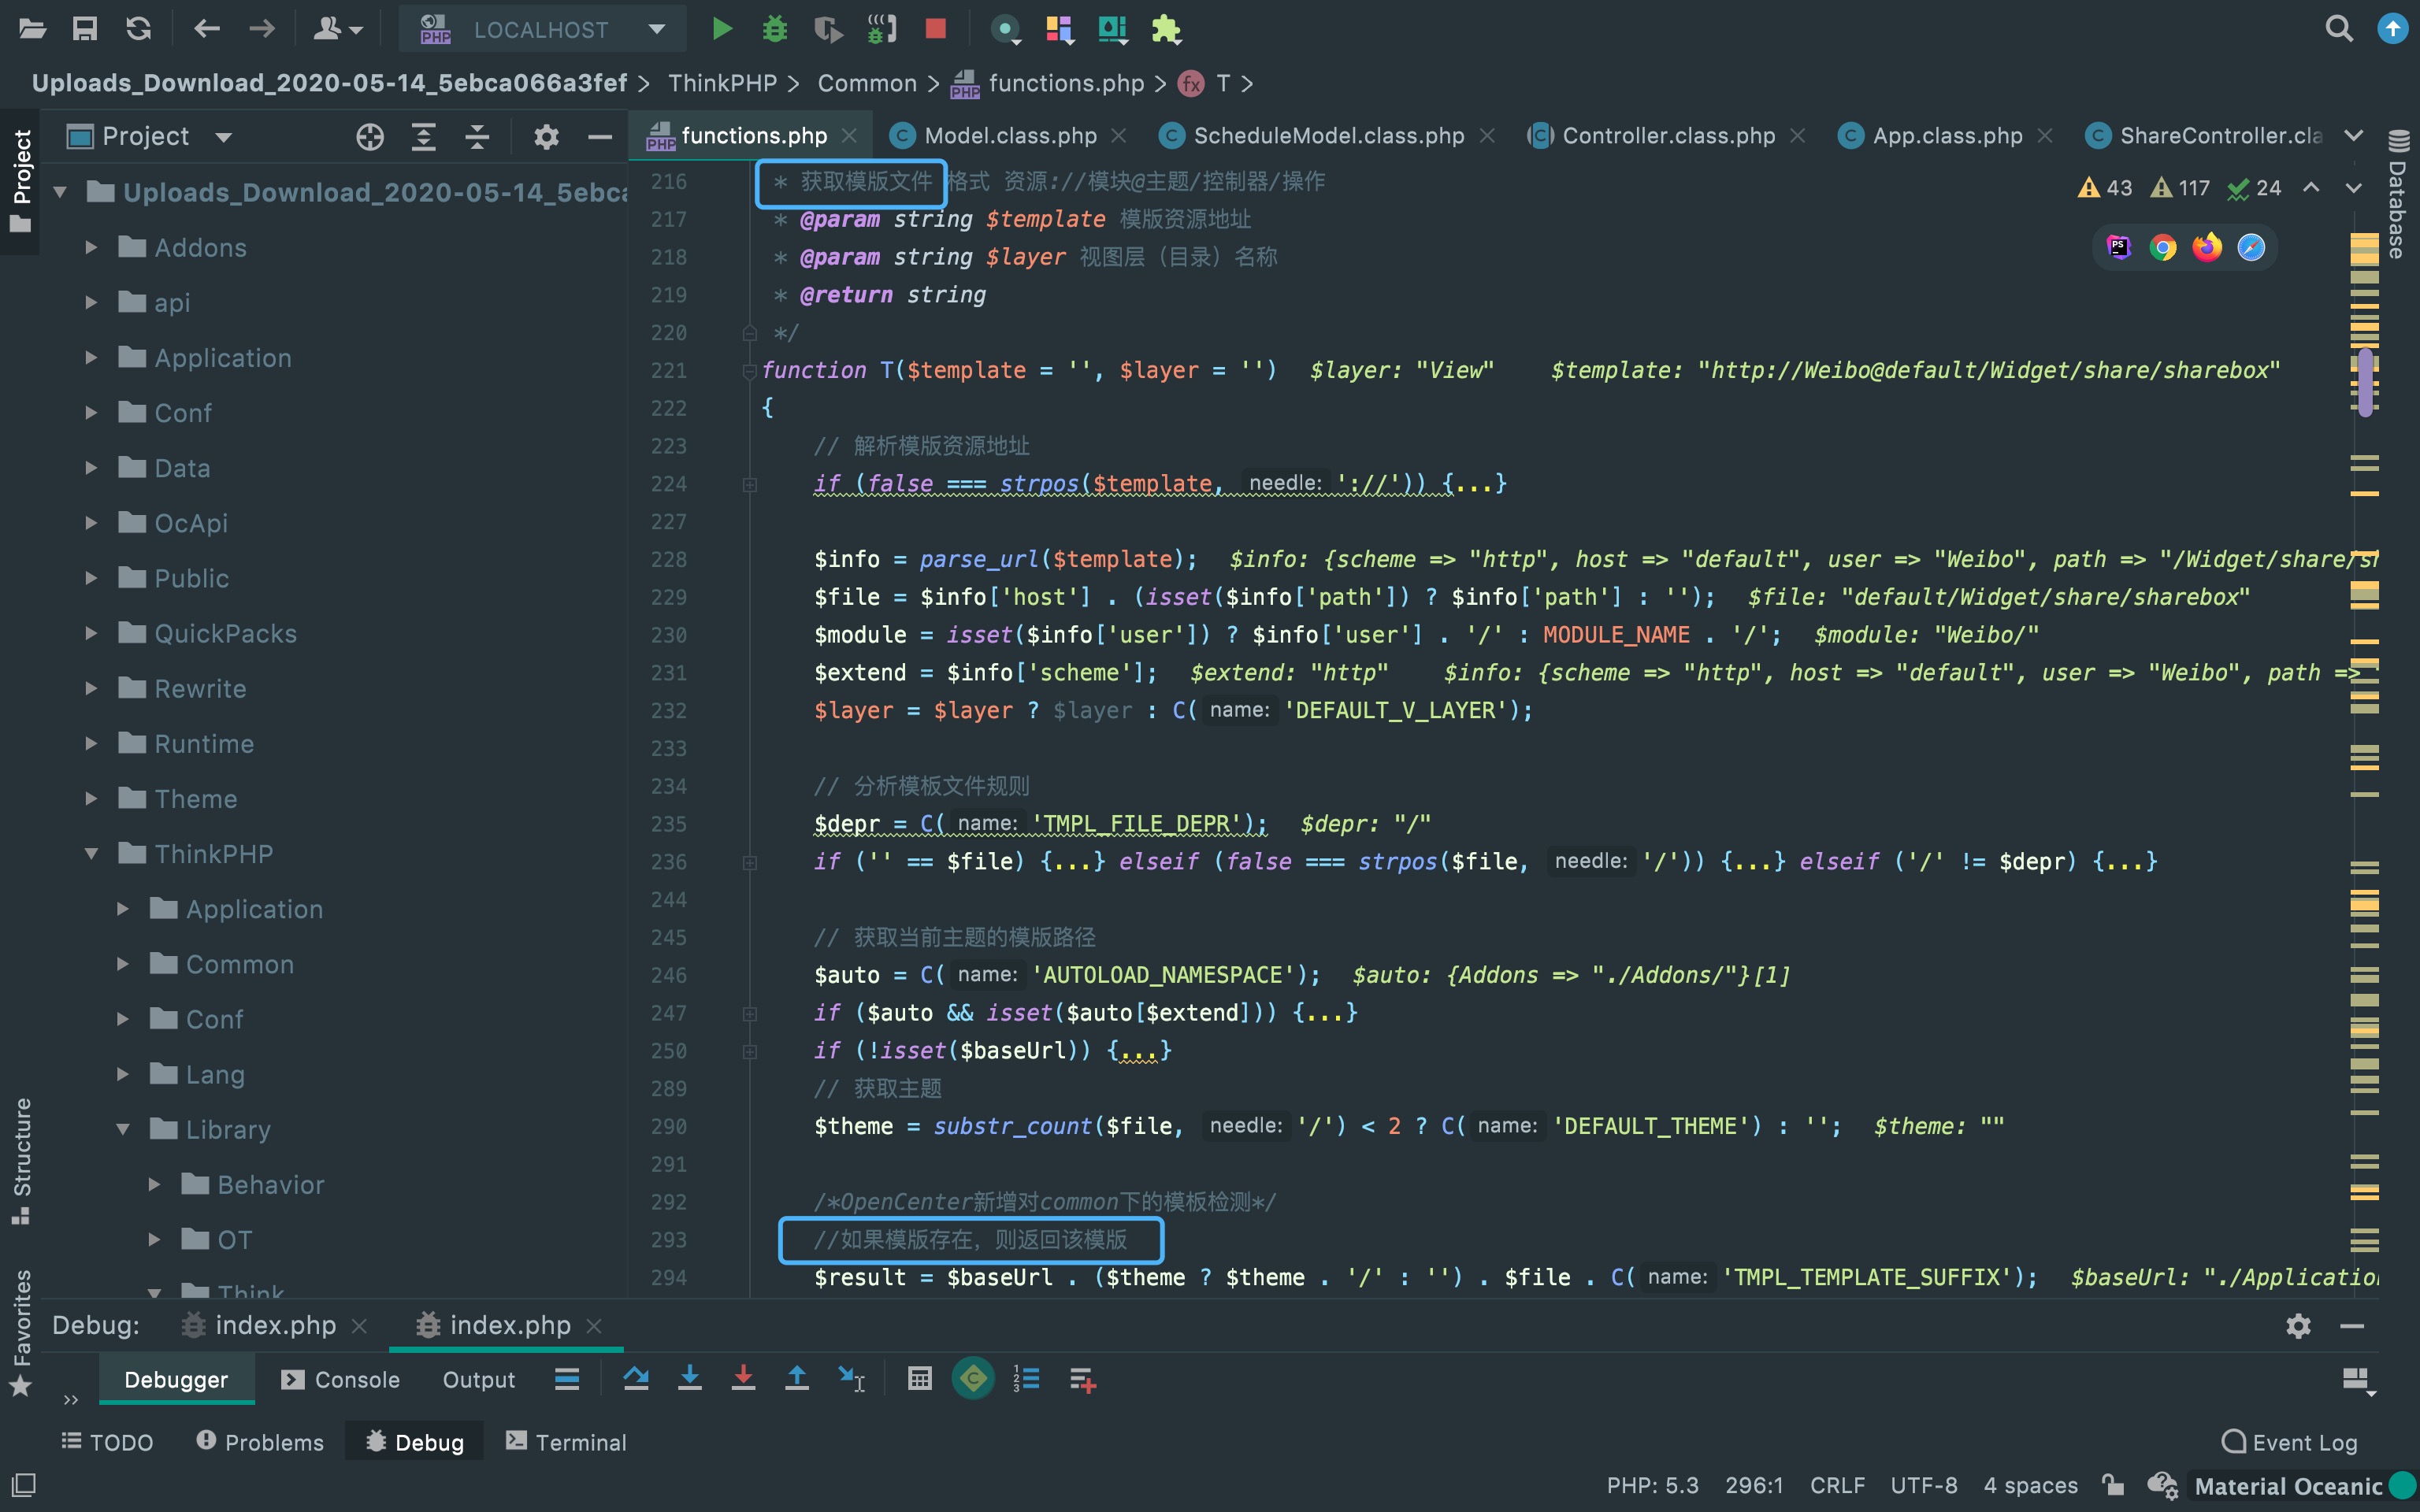 LOCALHOST
Uploads_Download_2020-05-14_5ebca066a3fef > ThinkPHP > Common > functions.php > T >
Project
functions.php Model.class.php ScheduleModel.class.php Controller.class.php App.class.php ShareController.cla
43 117 24
Project
Structure
Favorites
Database
Uploads_Download_2020-05-14_5ebca
Addons
api
Application
Conf
Data
OcApi
Public
QuickPacks
Rewrite
Runtime
Theme
ThinkPHP
Application
Common
Conf
Lang
Library
Behavior
OT
Think
216 * 获取模版文件 格式 资源://模块@主题/控制器/操作
217 * @param string $template 模版资源地址
218 * @param string $layer 视图层（目录）名称
219 * @return string
220 */
221 function T($template = '', $layer = '') $layer: "View" $template: "http://Weibo@default/Widget/share/sharebox"
222 {
223 // 解析模版资源地址
224 if (false === strpos($template, needle: '://')) {...}
227
228 $info = parse_url($template); $info: {scheme => "http", host => "default", user => "Weibo", path => "/Widget/share/sh
229 $file = $info['host'] . (isset($info['path']) ? $info['path'] : ''); $file: "default/Widget/share/sharebox"
230 $module = isset($info['user']) ? $info['user'] . '/' : MODULE_NAME . '/'; $module: "Weibo/"
231 $extend = $info['scheme']; $extend: "http" $info: {scheme => "http", host => "default", user => "Weibo", path =>
232 $layer = $layer ? $layer : C( name: 'DEFAULT_V_LAYER');
233
234 // 分析模板文件规则
235 $depr = C( name: 'TMPL_FILE_DEPR'); $depr: "/"
236 if ('' == $file) {...} elseif (false === strpos($file, needle: '/')) {...} elseif ('/' != $depr) {...}
244
245 // 获取当前主题的模版路径
246 $auto = C( name: 'AUTOLOAD_NAMESPACE'); $auto: {Addons => "./Addons/"}[1]
247 if ($auto && isset($auto[$extend])) {...}
250 if (!isset($baseUrl)) {...}
289 // 获取主题
290 $theme = substr_count($file, needle: '/') < 2 ? C( name: 'DEFAULT_THEME') : ''; $theme: ""
291
292 /*OpenCenter新增对common下的模板检测*/
293 //如果模版存在，则返回该模版
294 $result = $baseUrl . ($theme ? $theme . '/' : '') . $file . C( name: 'TMPL_TEMPLATE_SUFFIX'); $baseUrl: "./Applicatio
Debug: index.php index.php
Debugger Console Output
TODO Problems Debug Terminal Event Log
PHP: 5.3 296:1 CRLF UTF-8 4 spaces Material Oceanic